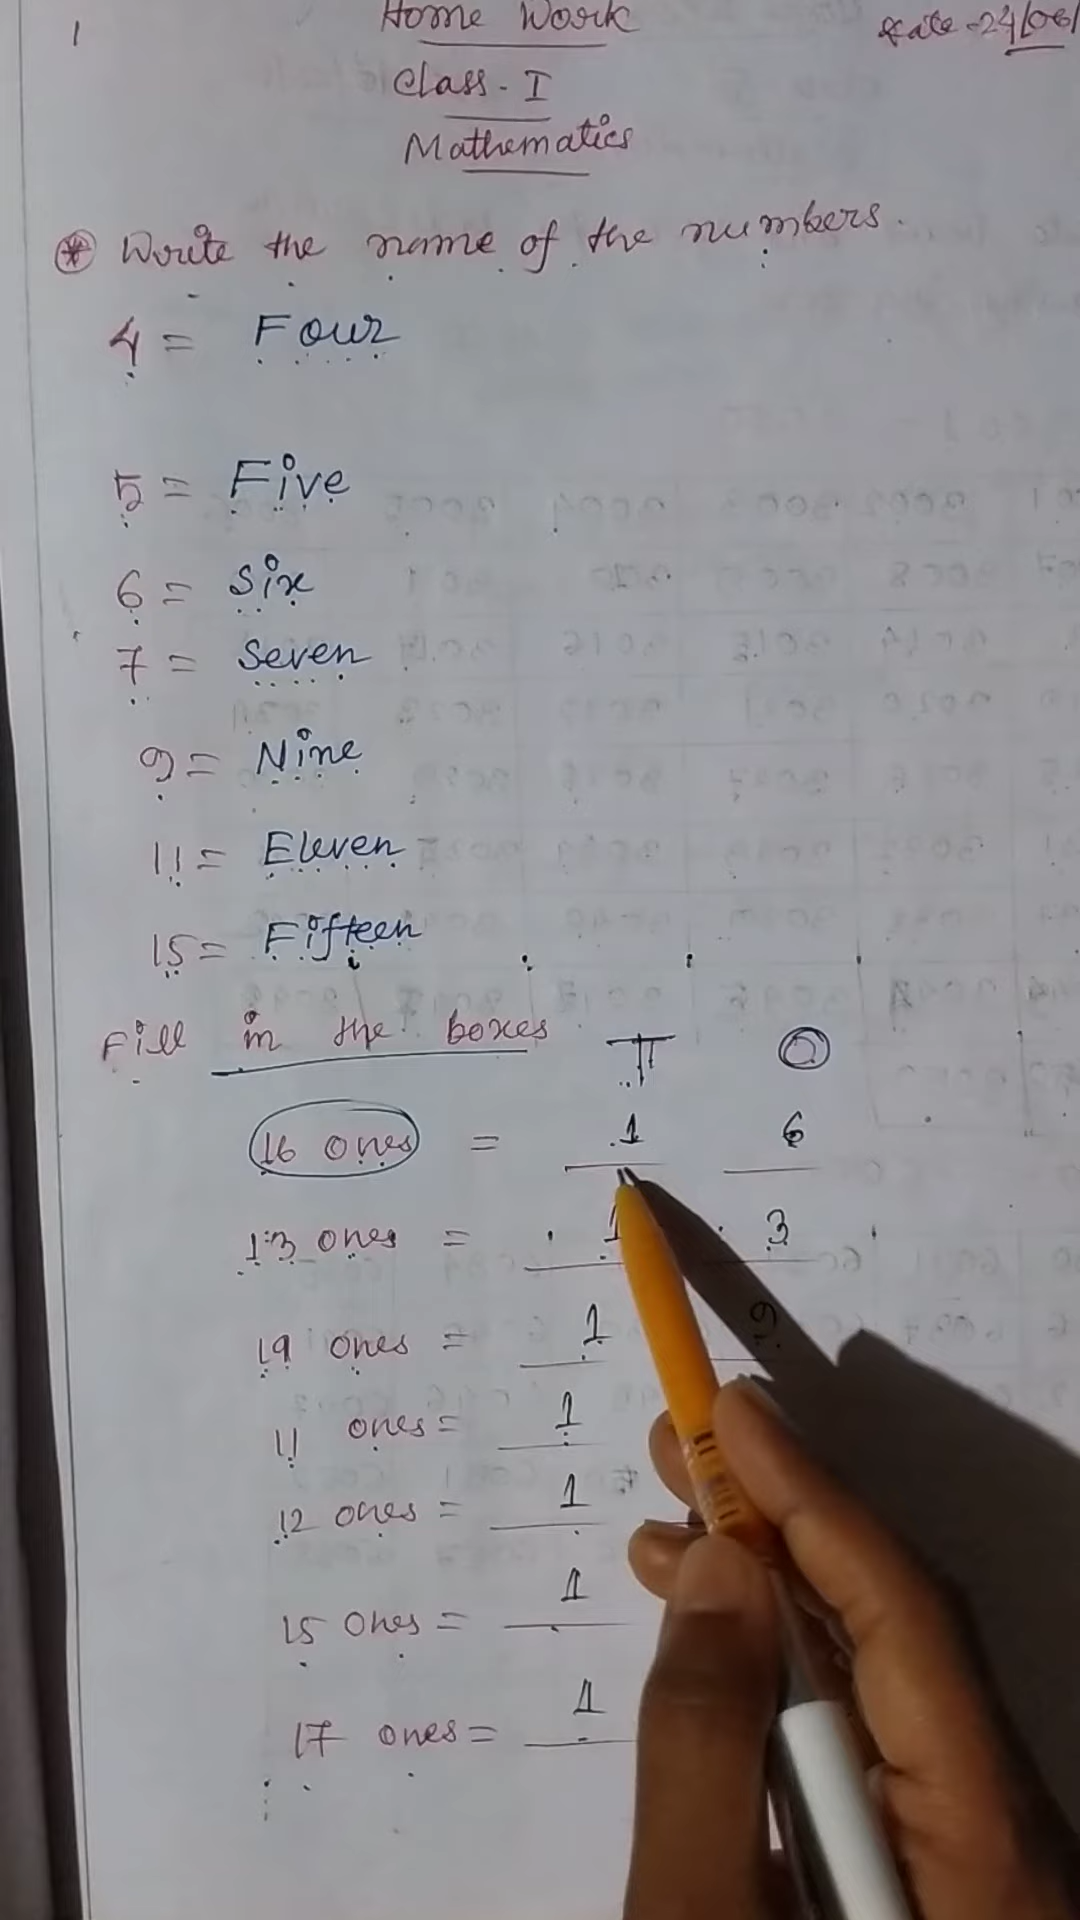 1 Home Work Date - 24/06/
Class - I
Mathematics
* Write the name of the numbers.
4 = Four
5 = Five
6 = Six
7 = Seven
9 = Nine
11 = Eleven
15 = Fifteen
Fill in the boxes T O
16 ones = 1 6
13 ones = 1 3
19 ones = 1 9
11 ones = 1
12 ones = 1
15 ones = 1
17 ones = 1